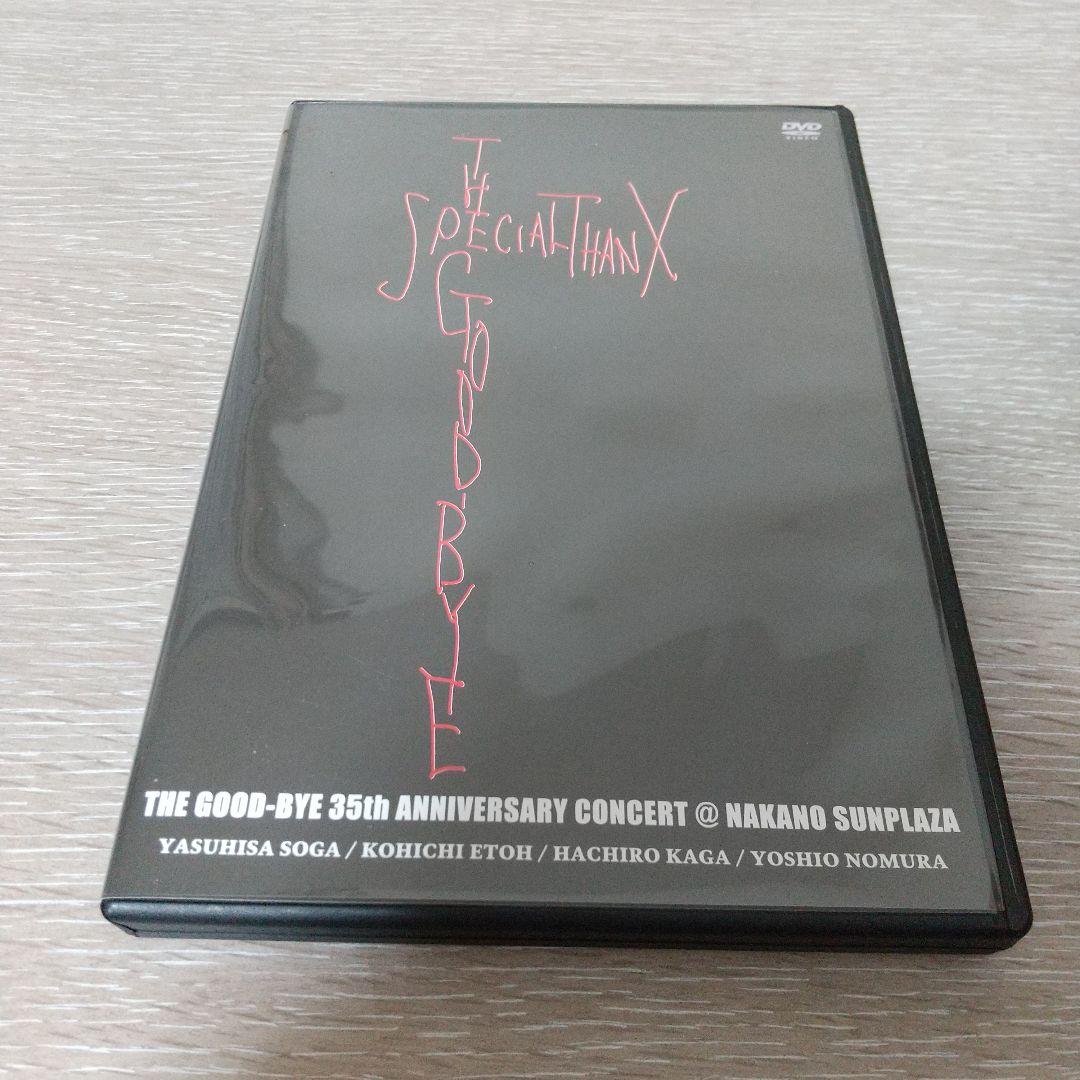 DVD
VIDEO
THE GOOD-BYE
SPECIAL THANX
THE GOOD-BYE 35th ANNIVERSARY CONCERT @ NAKANO SUNPLAZA
YASUHISA SOGA / KOHICHI ETOH / HACHIRO KAGA / YOSHIO NOMURA